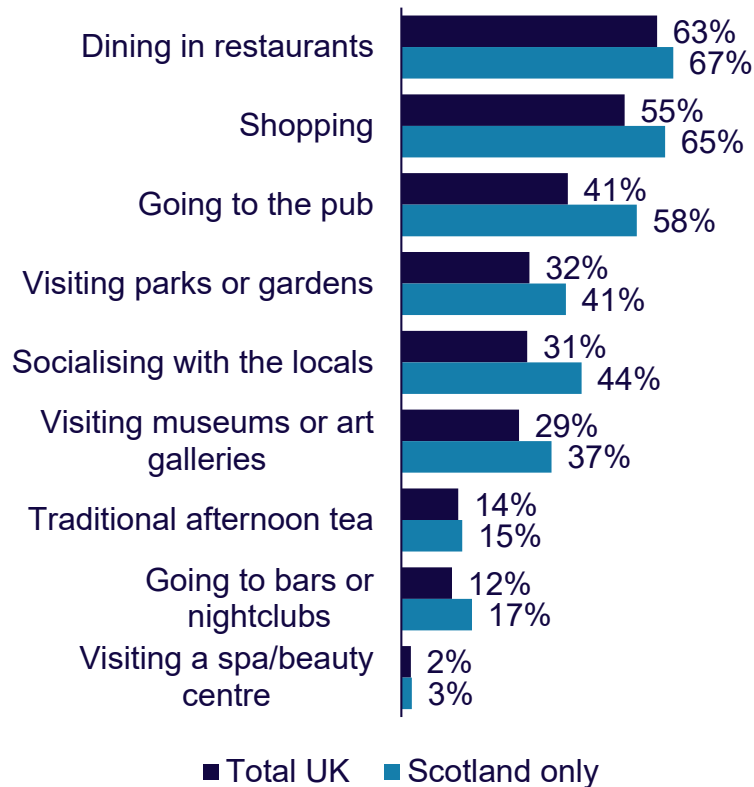 Dining in restaurants
63%
67%
Shopping
55%
65%
Going to the pub
41%
58%
Visiting parks or gardens
32%
41%
Socialising with the locals
31%
44%
Visiting museums or art
galleries
29%
37%
Traditional afternoon tea
14%
15%
Going to bars or
nightclubs
12%
17%
Visiting a spa/beauty
centre
2%
3%
Total UK
Scotland only